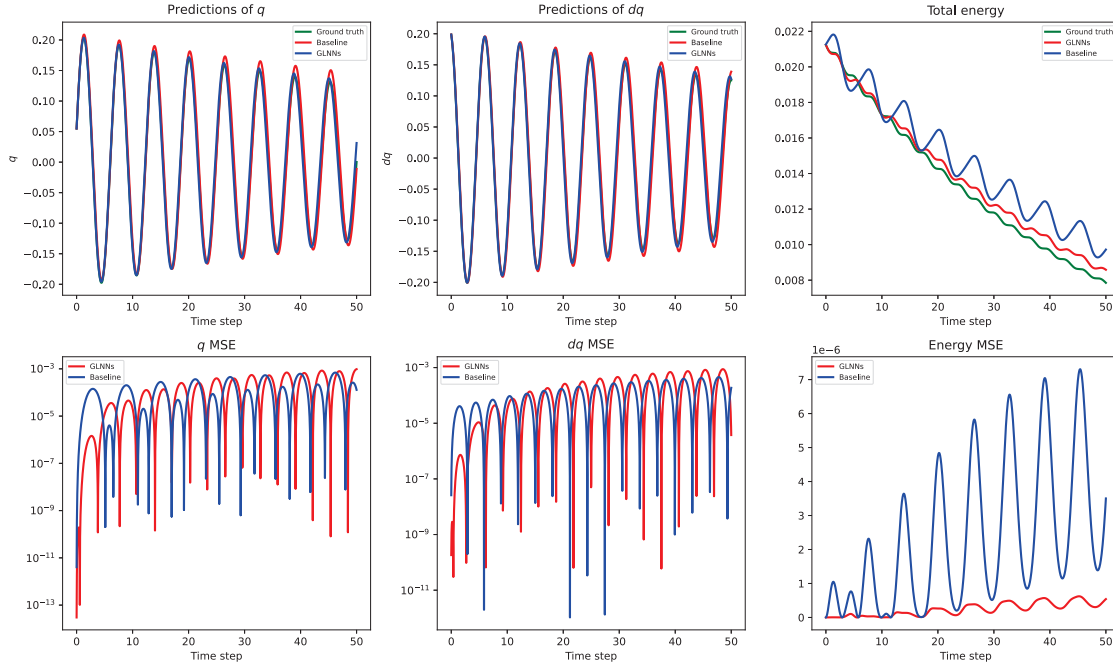 Predictions of q
0.20
0.15
0.10
0.05
0.00
−0.05
−0.10
−0.15
−0.20
q
0 10 20 30 40 50
Time step
Ground truth
Baseline
GLNNs
Predictions of dq
0.20
0.15
0.10
0.05
0.00
−0.05
−0.10
−0.15
−0.20
dq
0 10 20 30 40 50
Time step
Ground truth
Baseline
GLNNs
Total energy
0.022
0.020
0.018
0.016
0.014
0.012
0.010
0.008
0 10 20 30 40 50
Time step
Ground truth
GLNNs
Baseline
q MSE
10⁻³
10⁻⁵
10⁻⁷
10⁻⁹
10⁻¹¹
10⁻¹³
0 10 20 30 40 50
Time step
GLNNs
Baseline
dq MSE
10⁻³
10⁻⁵
10⁻⁷
10⁻⁹
10⁻¹¹
0 10 20 30 40 50
Time step
GLNNs
Baseline
Energy MSE
1e−6
7
6
5
4
3
2
1
0
0 10 20 30 40 50
Time step
GLNNs
Baseline